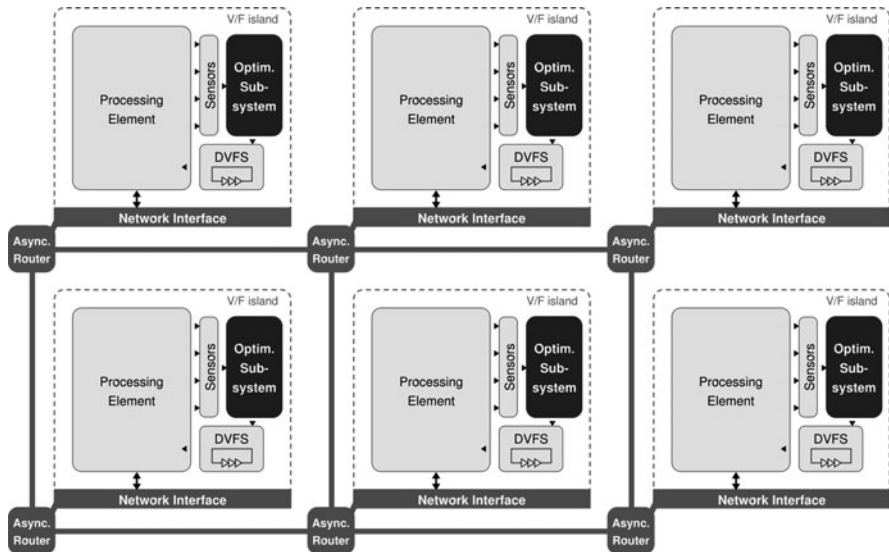 V/F island
Processing
Element
Sensors
Optim.
Sub-
system
DVFS
Network Interface
Async.
Router
V/F island
Processing
Element
Sensors
Optim.
Sub-
system
DVFS
Network Interface
Async.
Router
V/F island
Processing
Element
Sensors
Optim.
Sub-
system
DVFS
Network Interface
Async.
Router
V/F island
Processing
Element
Sensors
Optim.
Sub-
system
DVFS
Network Interface
Async.
Router
V/F island
Processing
Element
Sensors
Optim.
Sub-
system
DVFS
Network Interface
Async.
Router
V/F island
Processing
Element
Sensors
Optim.
Sub-
system
DVFS
Network Interface
Async.
Router